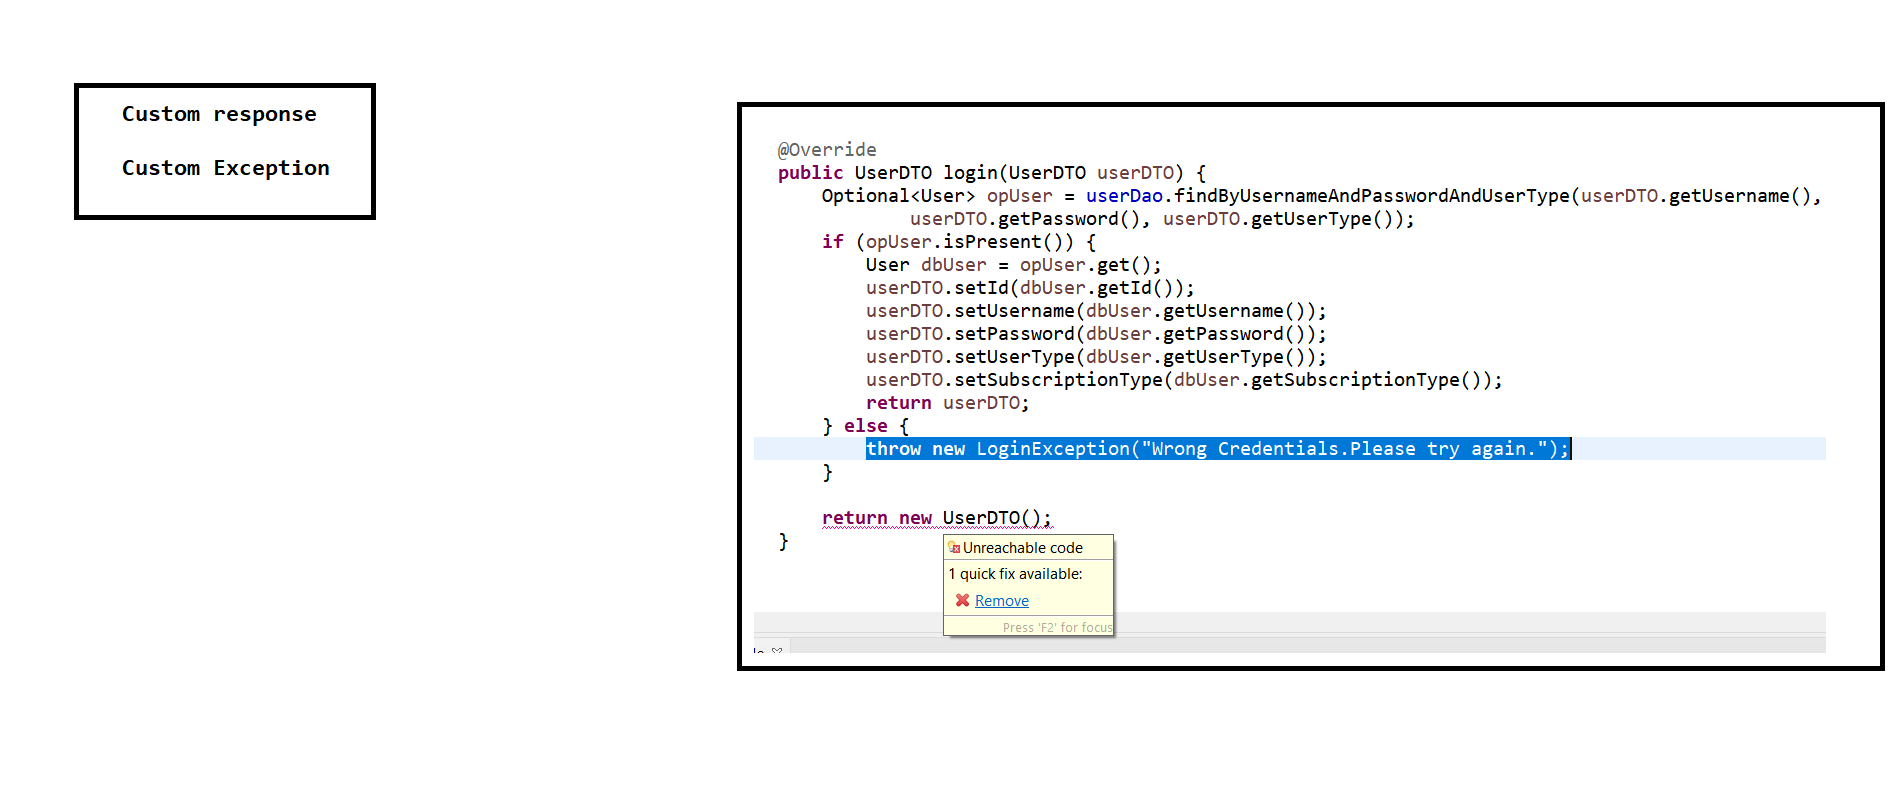 Custom response
Custom Exception
@Override
public UserDTO login(UserDTO userDTO) {
Optional<User> opUser = userDao.findByUsernameAndPasswordAndUserType(userDTO.getUsername(),
userDTO.getPassword(), userDTO.getUserType());
if (opUser.isPresent()) {
User dbUser = opUser.get();
userDTO.setId(dbUser.getId());
userDTO.setUsername(dbUser.getUsername());
userDTO.setPassword(dbUser.getPassword());
userDTO.setUserType(dbUser.getUserType());
userDTO.setSubscriptionType(dbUser.getSubscriptionType());
return userDTO;
} else {
throw new LoginException("Wrong Credentials.Please try again.");
}
return new UserDTO();
}
Unreachable code
1 quick fix available:
Remove
Press 'F2' for focus